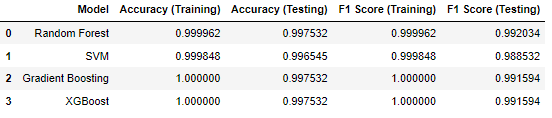 Model Accuracy (Training) Accuracy (Testing) F1 Score (Training) F1 Score (Testing)
0 Random Forest 0.999962 0.997532 0.999962 0.992034
1 SVM 0.999848 0.996545 0.999848 0.988532
2 Gradient Boosting 1.000000 0.997532 1.000000 0.991594
3 XGBoost 1.000000 0.997532 1.000000 0.991594